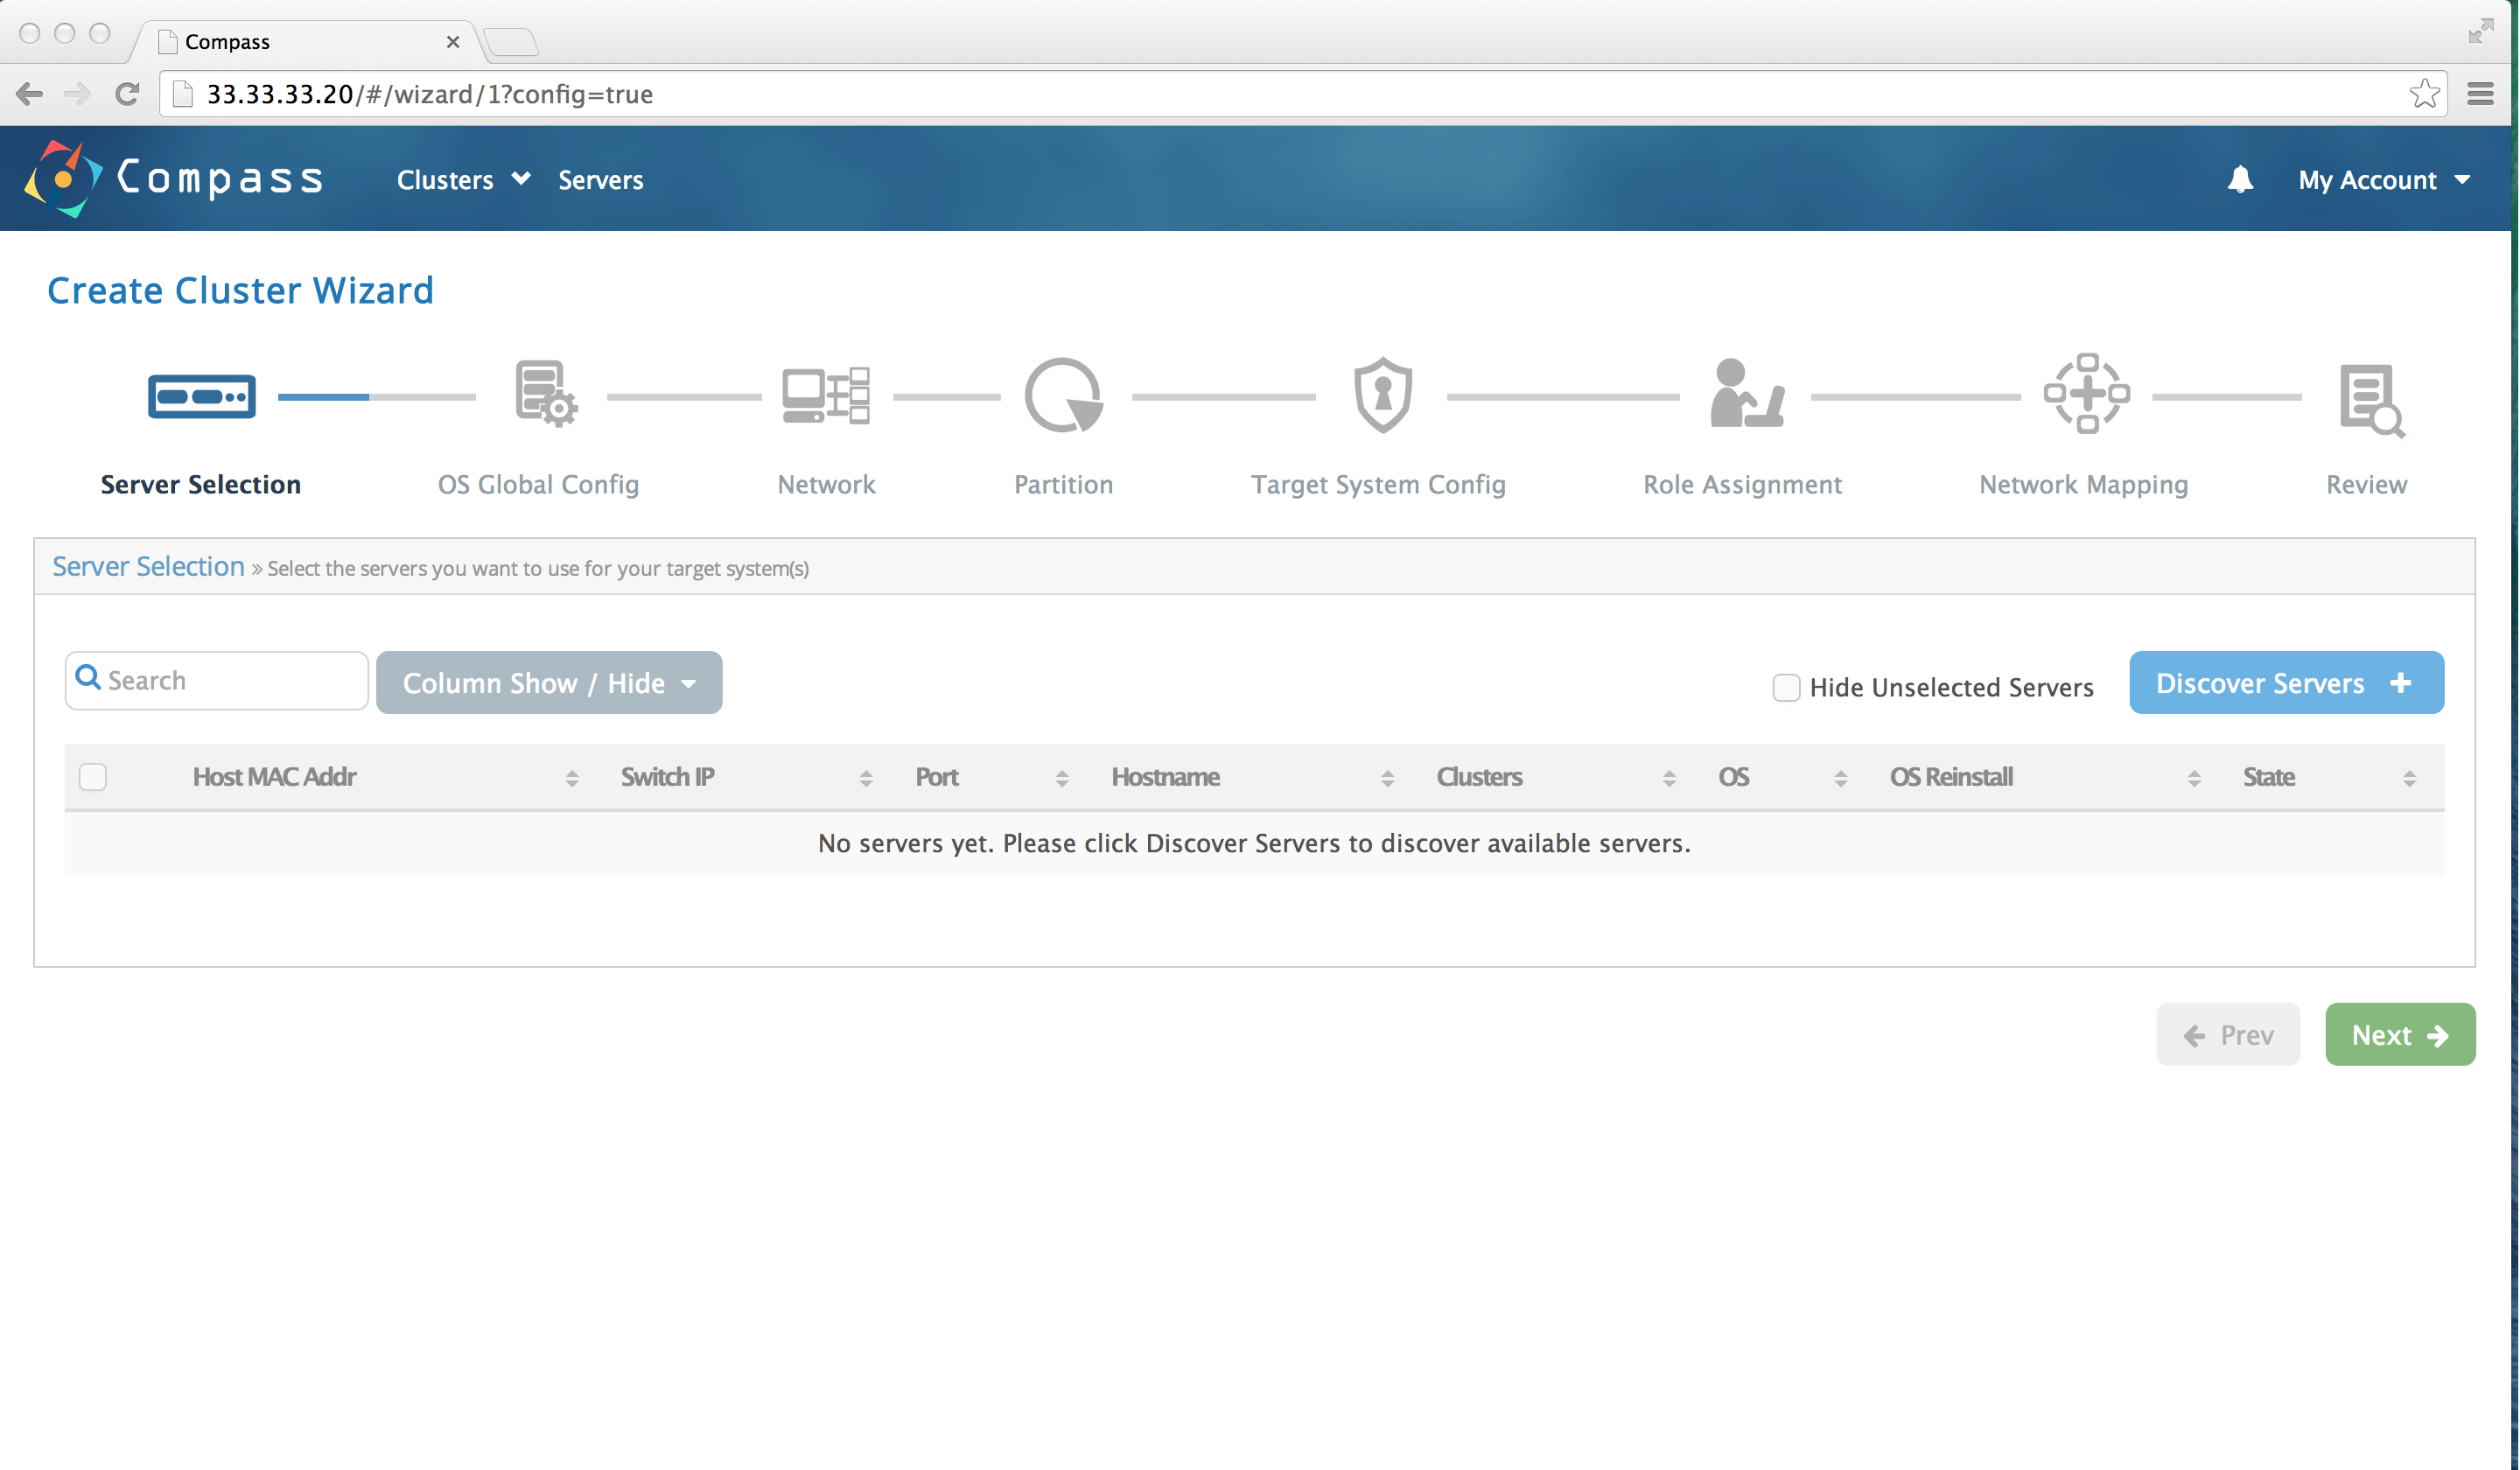 Compass
33.33.33.20/#/wizard/1?config=true
Compass Clusters Servers My Account
Create Cluster Wizard
Server Selection OS Global Config Network Partition Target System Config Role Assignment Network Mapping Review
Server Selection » Select the servers you want to use for your target system(s)
Search Column Show / Hide Hide Unselected Servers Discover Servers
Host MAC Addr Switch IP Port Hostname Clusters OS OS Reinstall State
No servers yet. Please click Discover Servers to discover available servers.
Prev Next